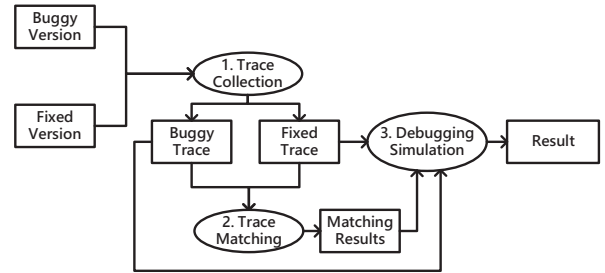 Buggy
Version
Fixed
Version
1. Trace
Collection
Buggy
Trace
Fixed
Trace
3. Debugging
Simulation
Result
2. Trace
Matching
Matching
Results